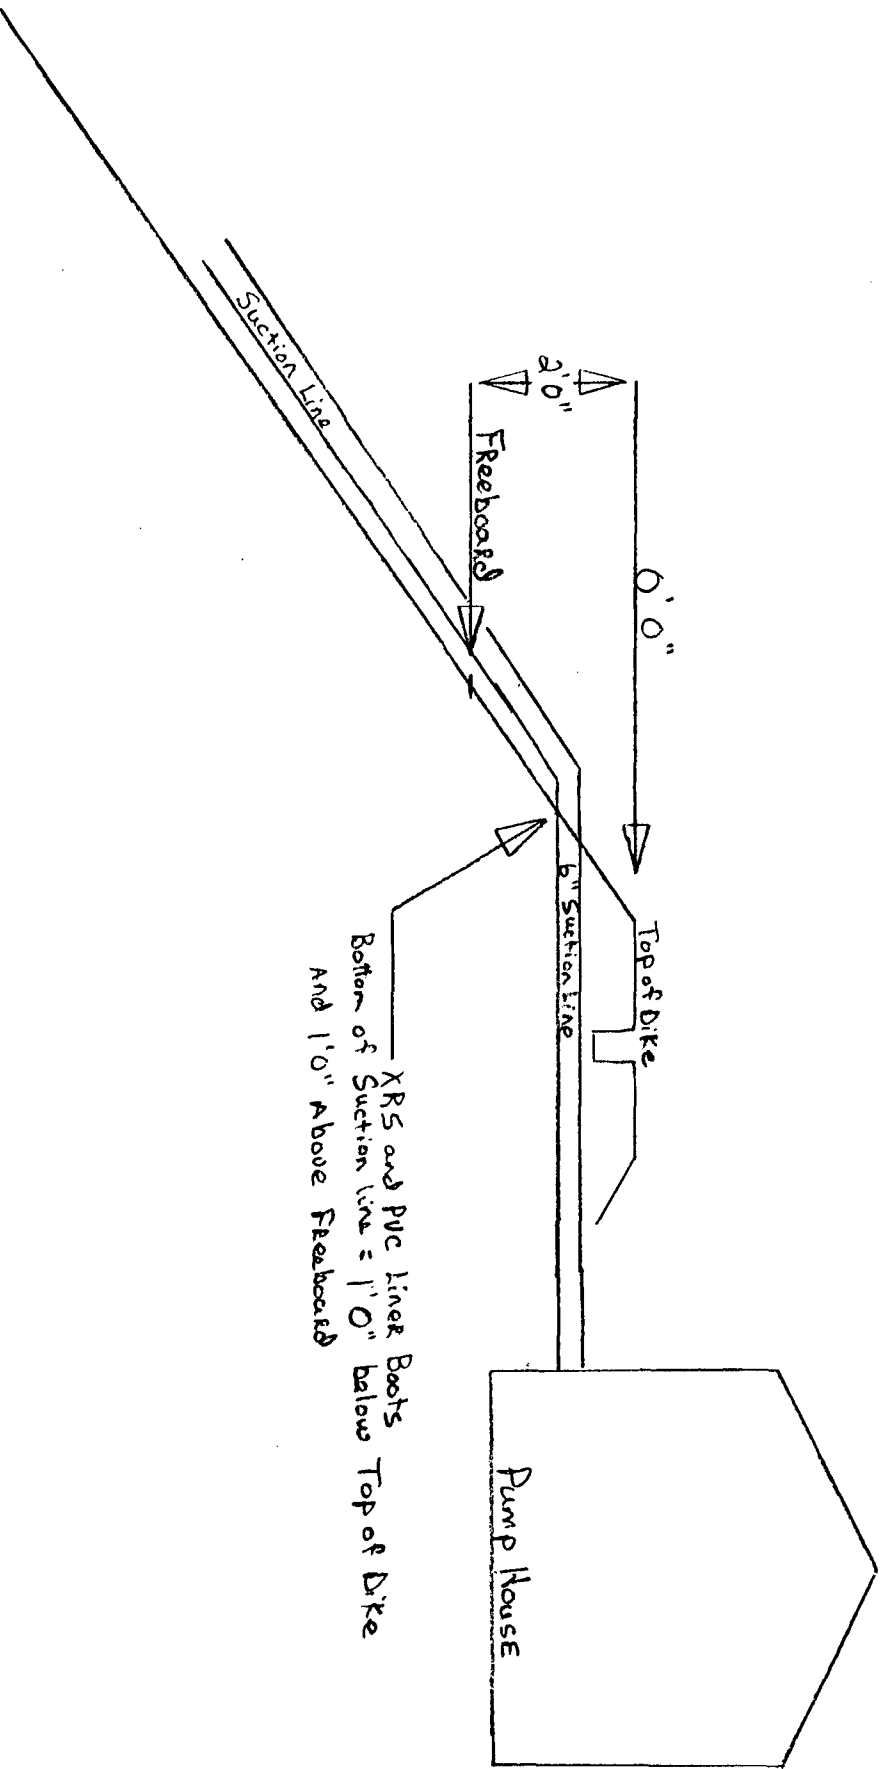 0'0"
Top of Dike
2'0"
Freeboard
6" Suction Line
Suction Line
XR5 and PVC Liner Boots
Bottom of Suction line = 1'0" below Top of Dike
And 1'0" Above Freeboard
Pump House